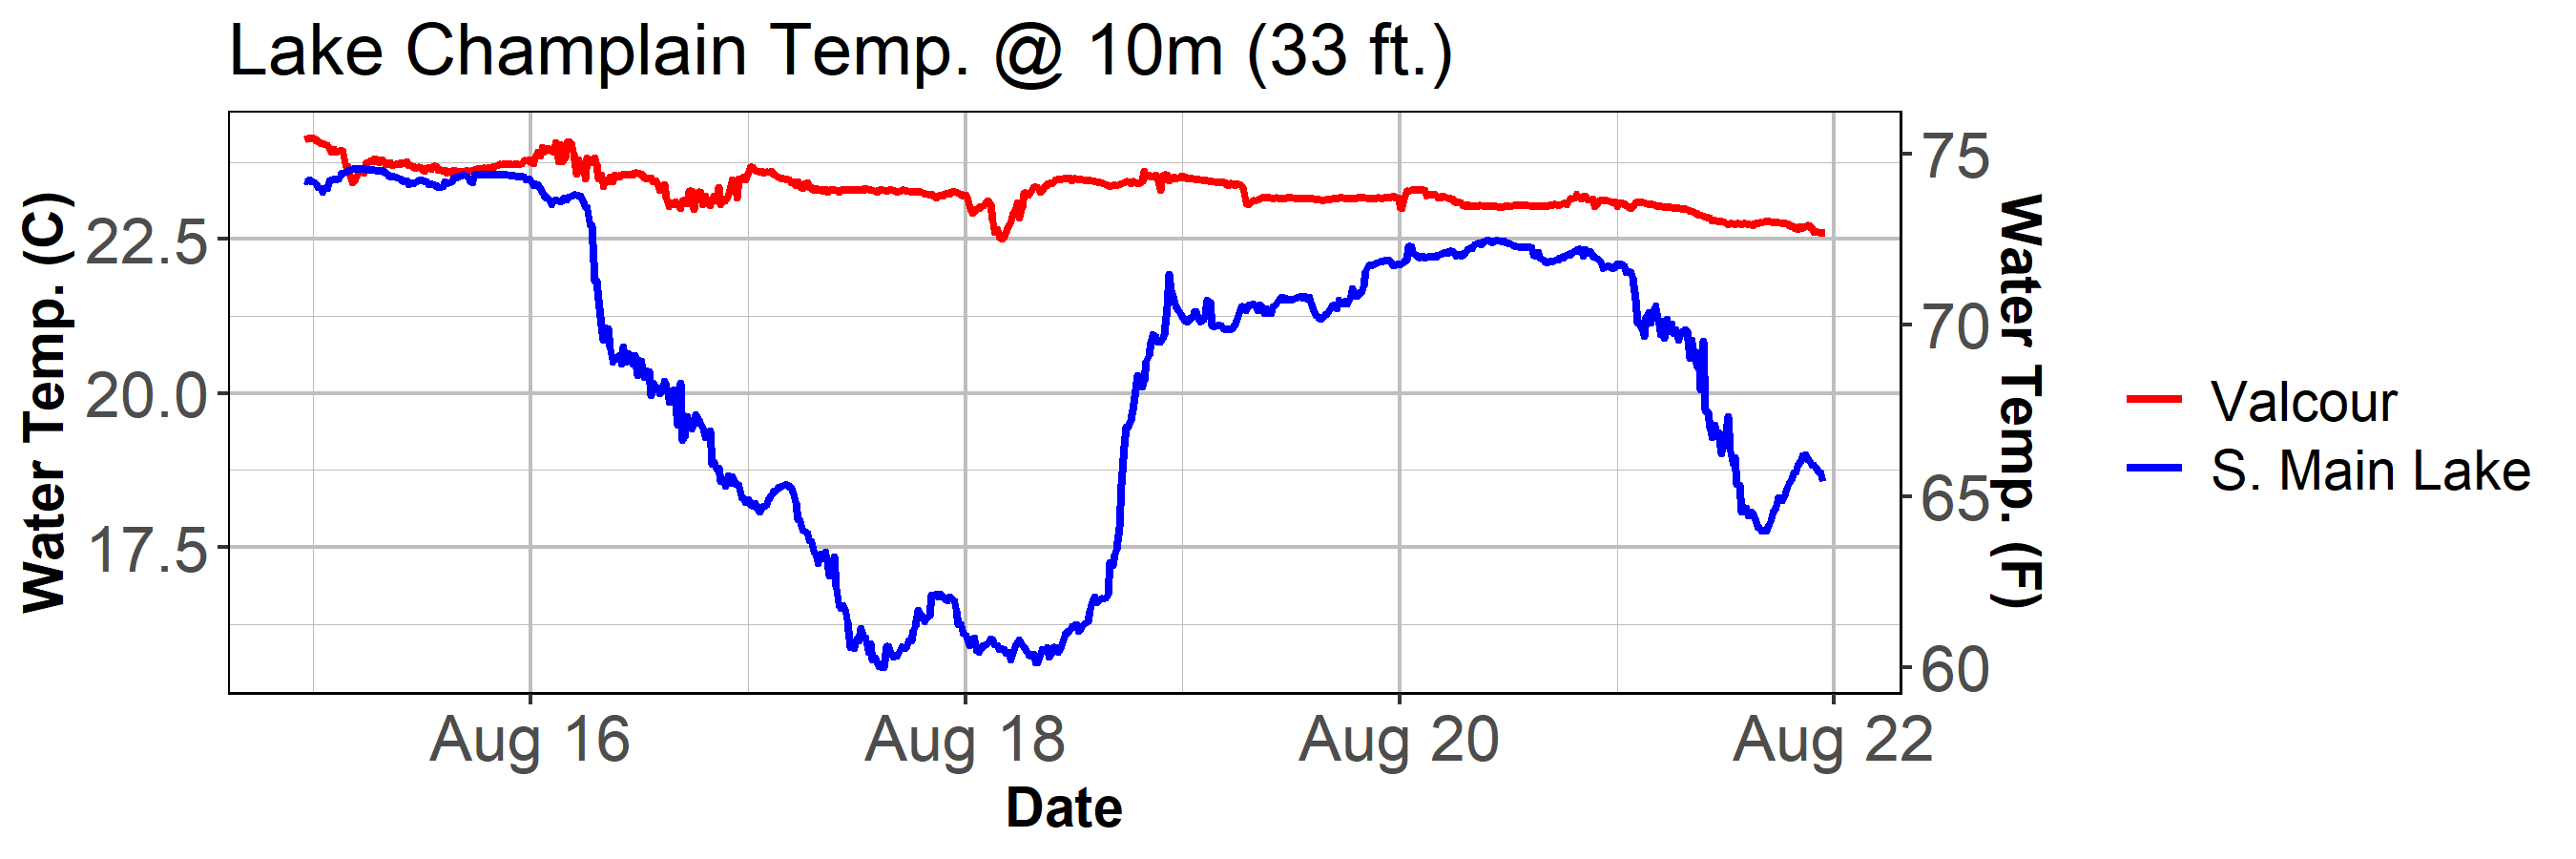 Lake Champlain Temp. @ 10m (33 ft.)
Water Temp. (C)
22.5
20.0
17.5
75
70
65
60
Water Temp. (F)
Aug 16
Aug 18
Aug 20
Aug 22
Date
Valcour
S. Main Lake